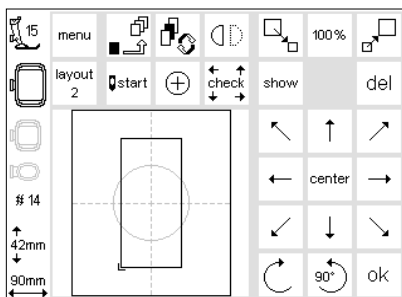 15 menu 100%
layout
2
start check show del
center
# 14
42mm
90mm 90° ok